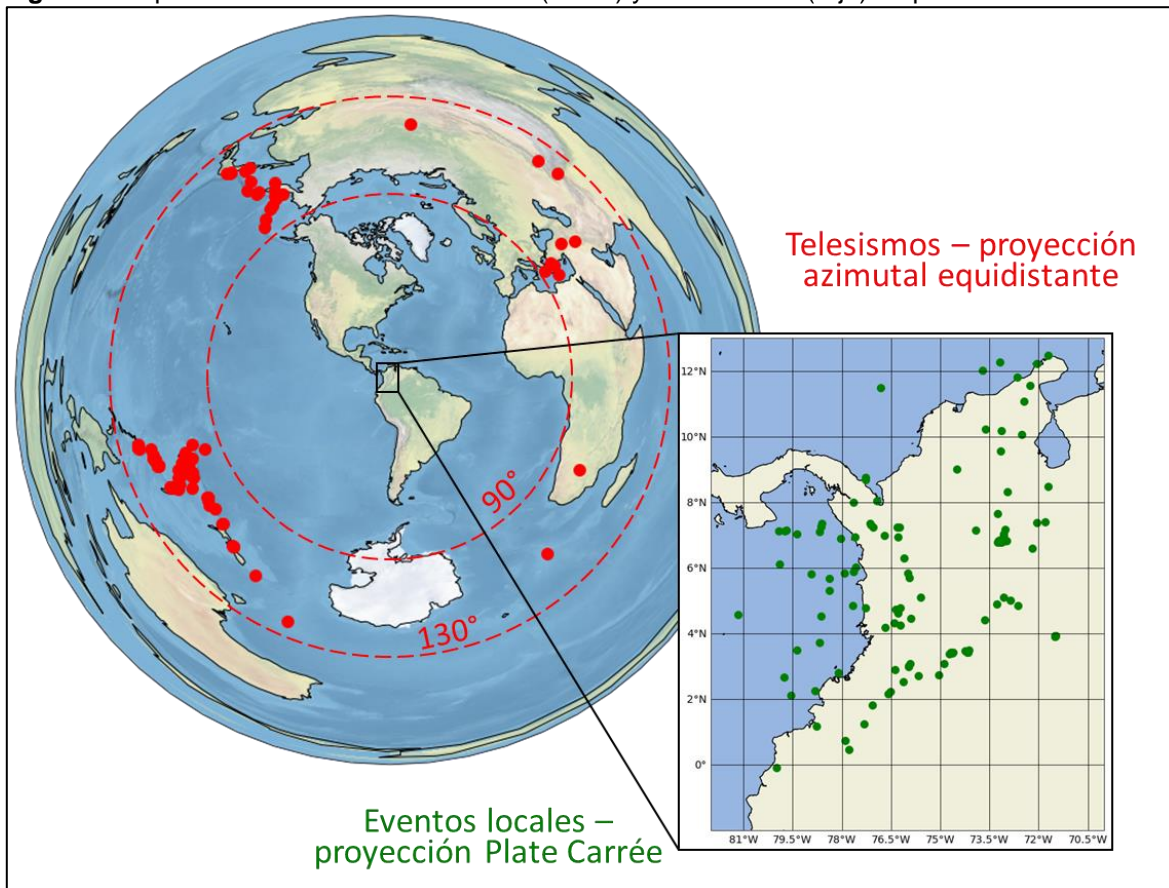 (
) y
(
Telesismos – proyección
azimutal equidistante
90°
130°
12°N
10°N
8°N
6°N
4°N
2°N
0°
81°W 79.5°W 78°W 76.5°W 75°W 73.5°W 72°W 70.5°W
Eventos locales –
proyección Plate Carrée